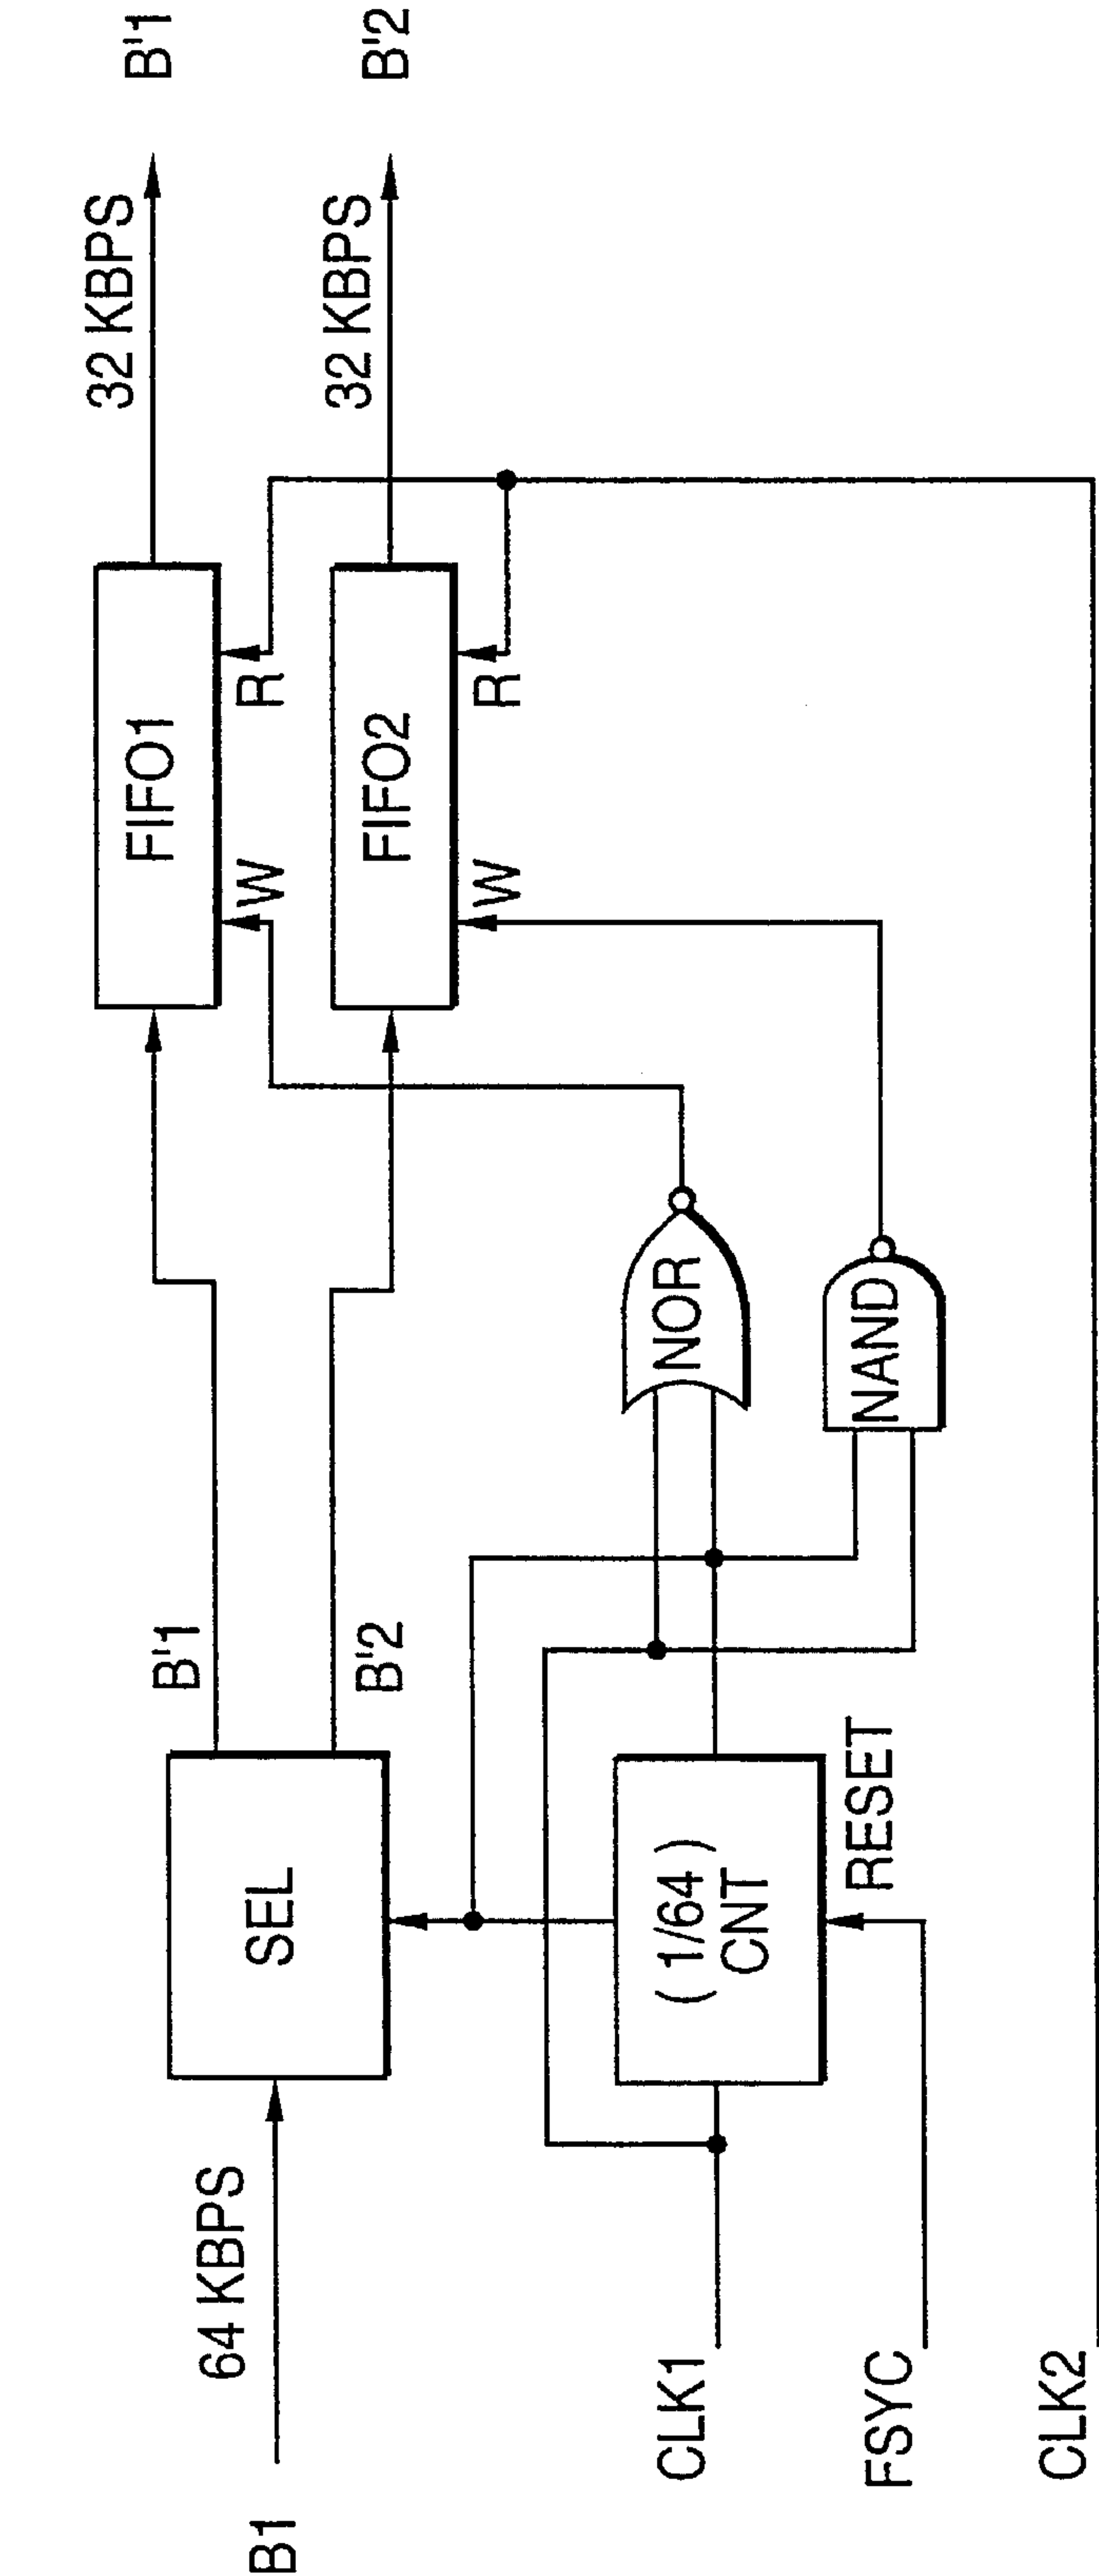 B1
64 KBPS
SEL
B'1
B'2
FIFO1
W
R
32 KBPS
B'1
FIFO2
W
R
32 KBPS
B'2
CLK1
( 1/64 )
CNT
RESET
NOR
NAND
FSYC
CLK2